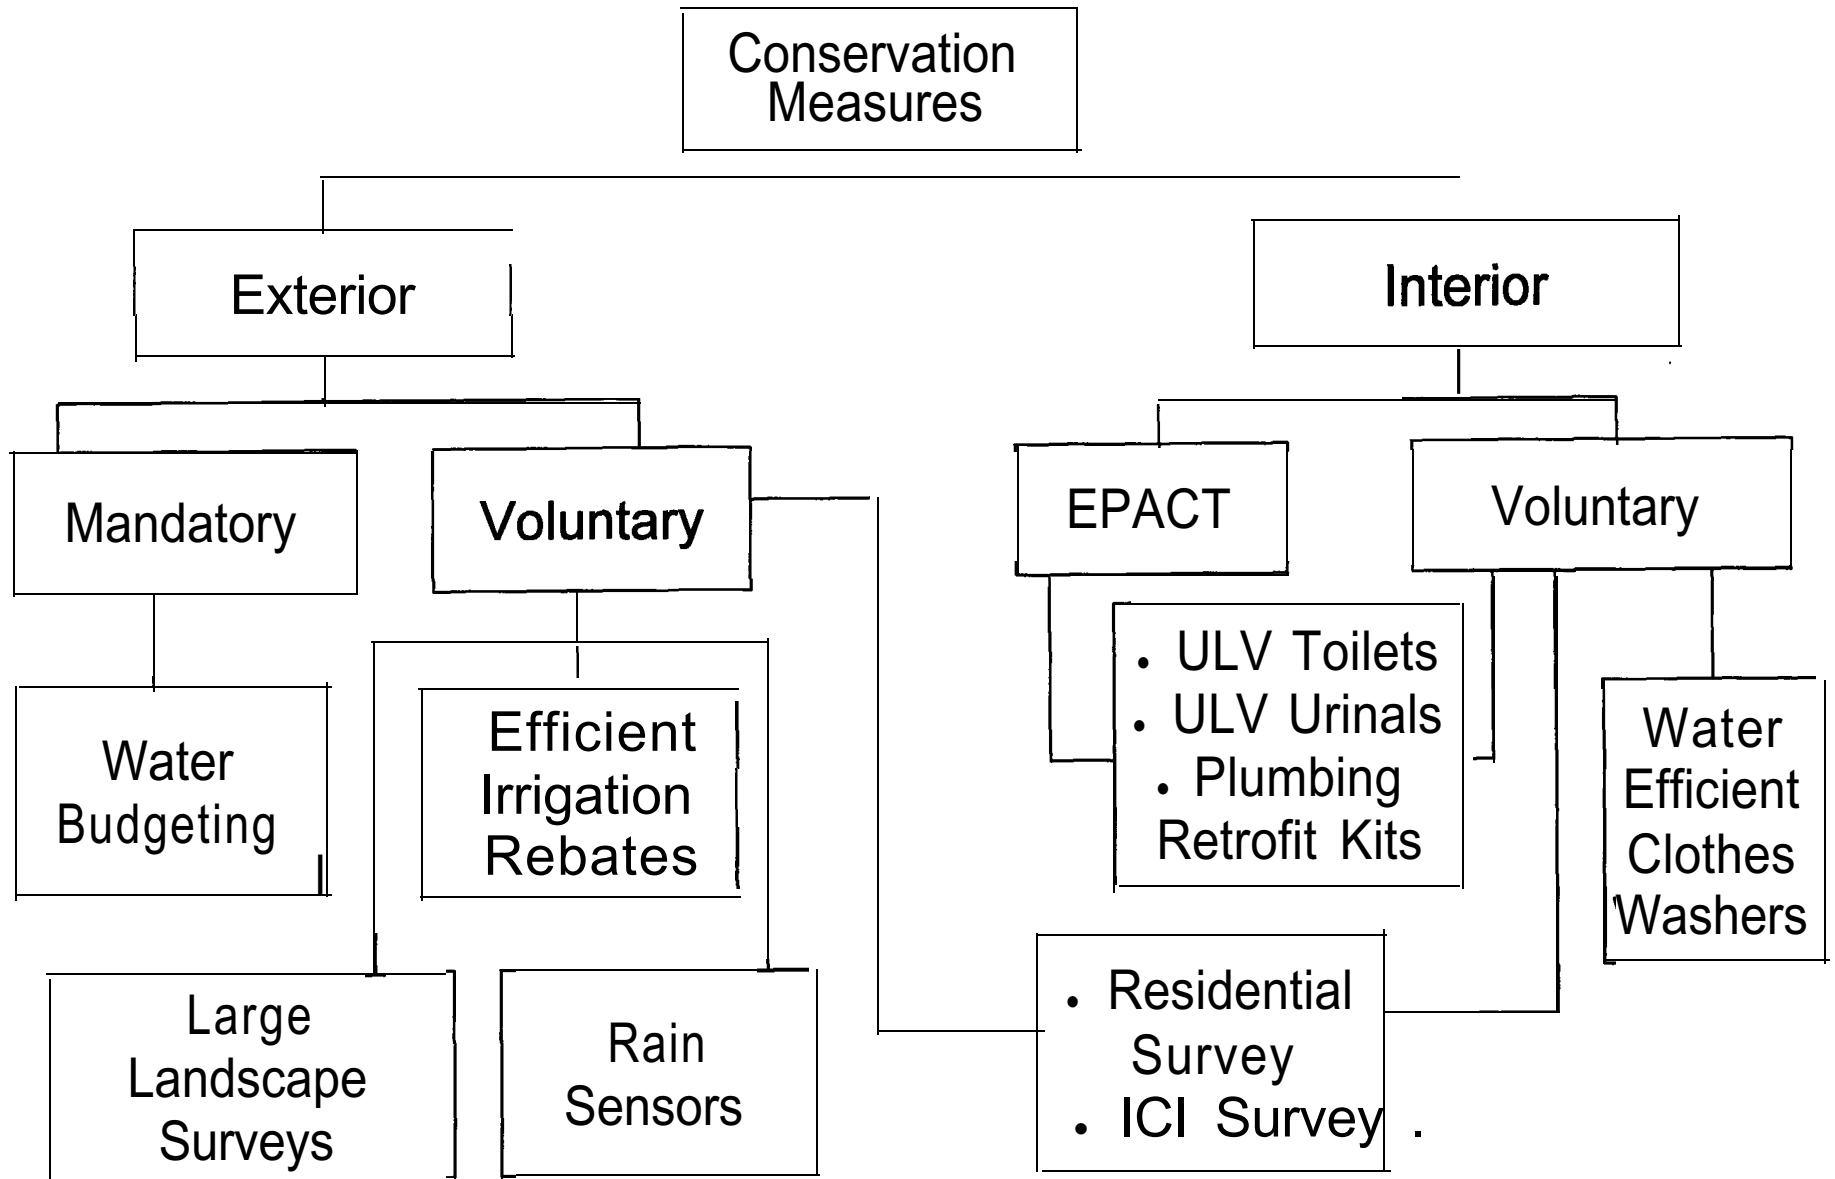 Conservation
Measures
Exterior
Interior
Mandatory
Voluntary
EPACT
Voluntary
Water
Budgeting
Efficient
Irrigation
Rebates
• ULV Toilets
• ULV Urinals
• Plumbing
Retrofit Kits
Water
Efficient
Clothes
Washers
Large
Landscape
Surveys
Rain
Sensors
• Residential
Survey
• ICI Survey .